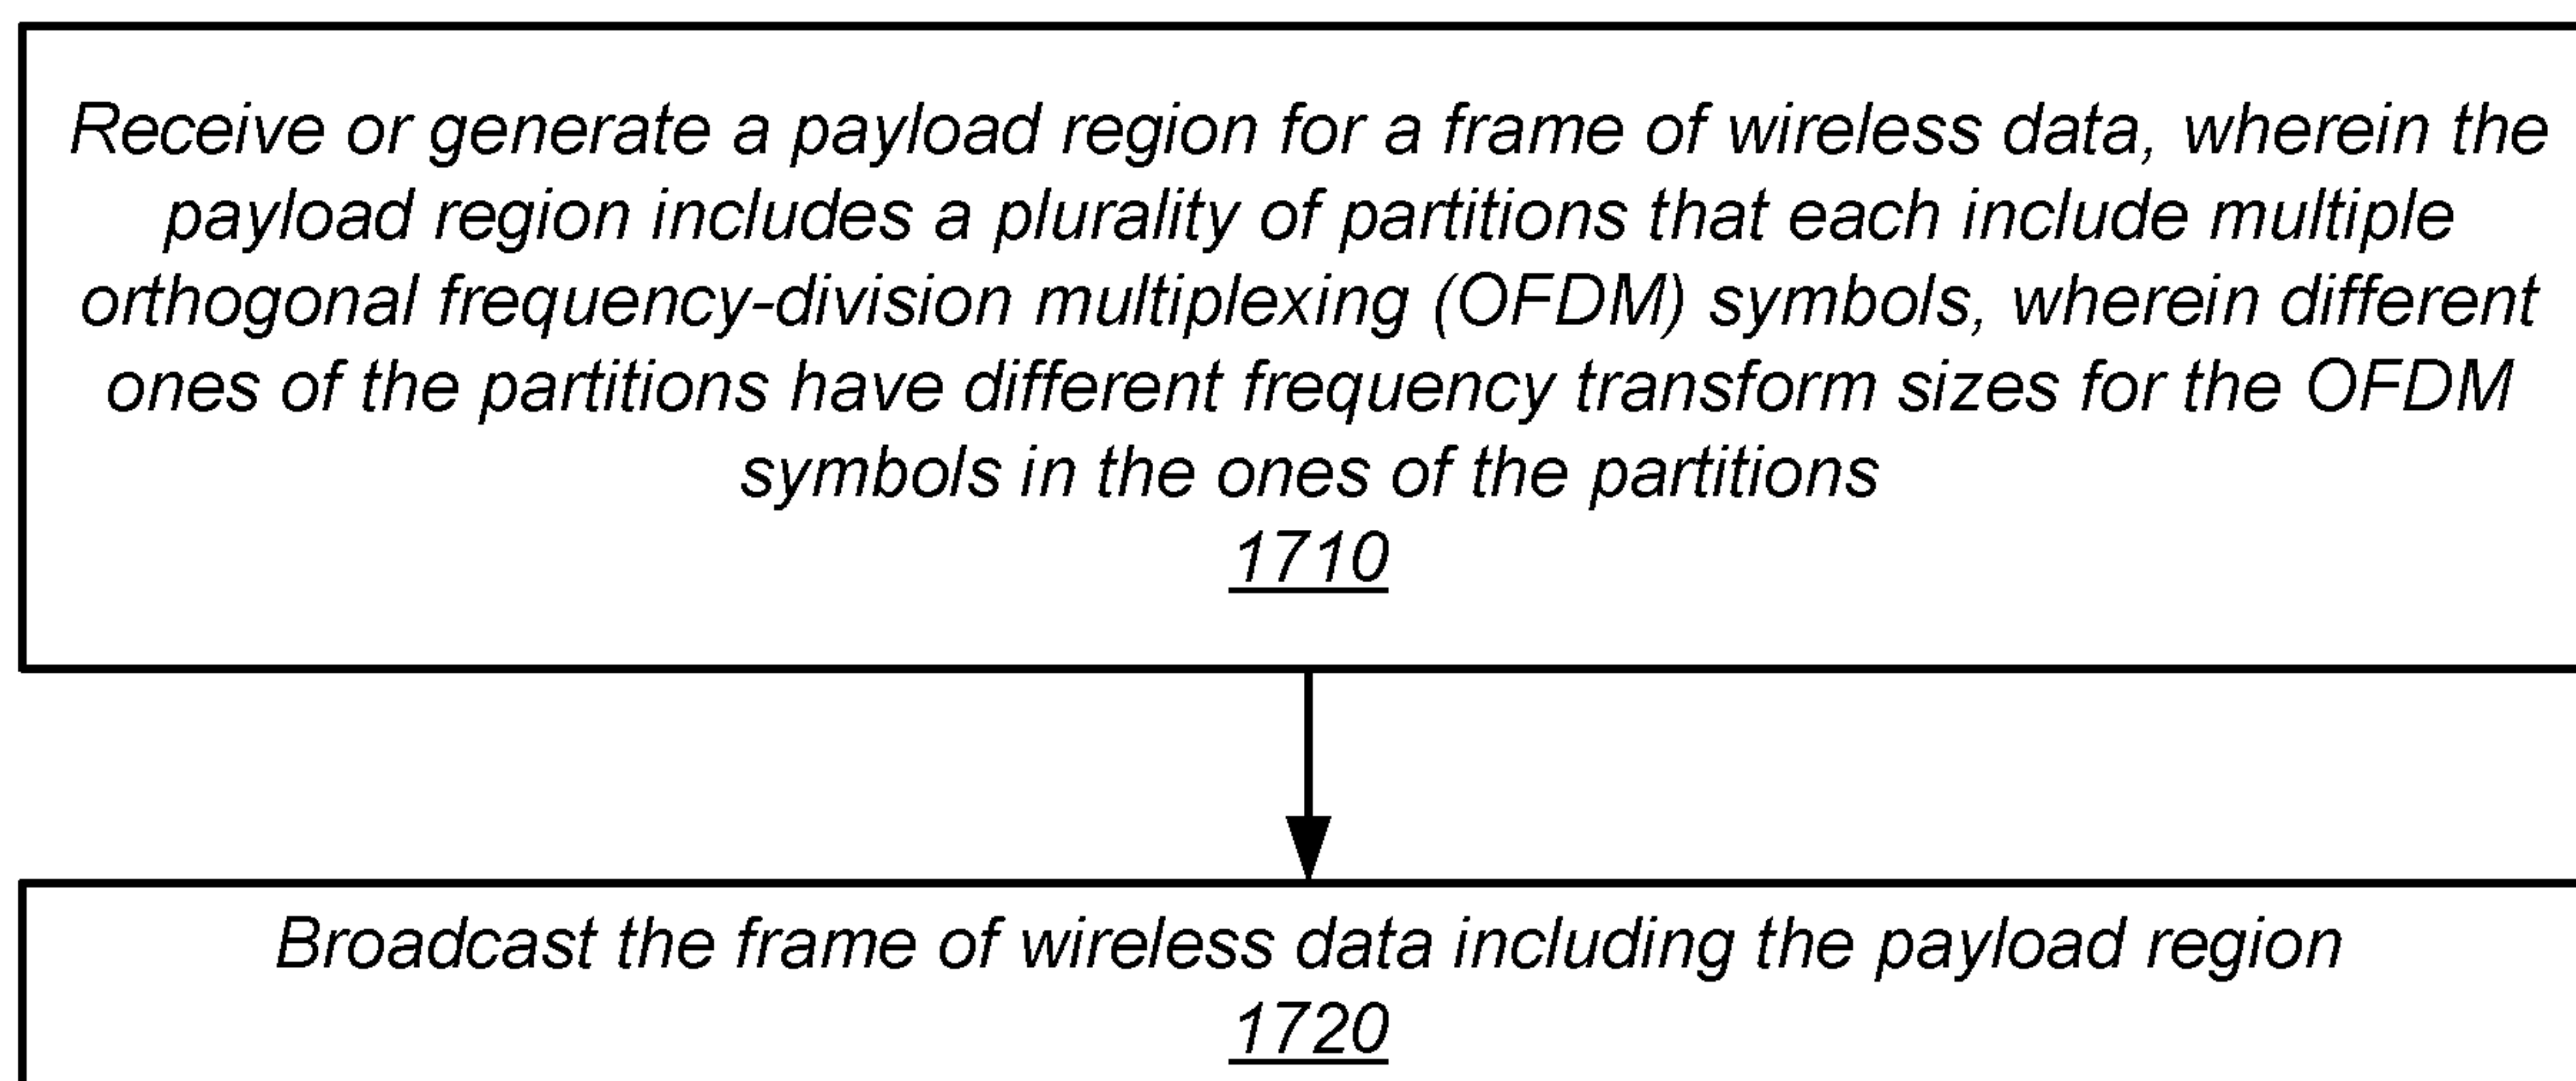 Receive or generate a payload region for a frame of wireless data, wherein the
payload region includes a plurality of partitions that each include multiple
orthogonal frequency-division multiplexing (OFDM) symbols, wherein different
ones of the partitions have different frequency transform sizes for the OFDM
symbols in the ones of the partitions
1710
Broadcast the frame of wireless data including the payload region
1720